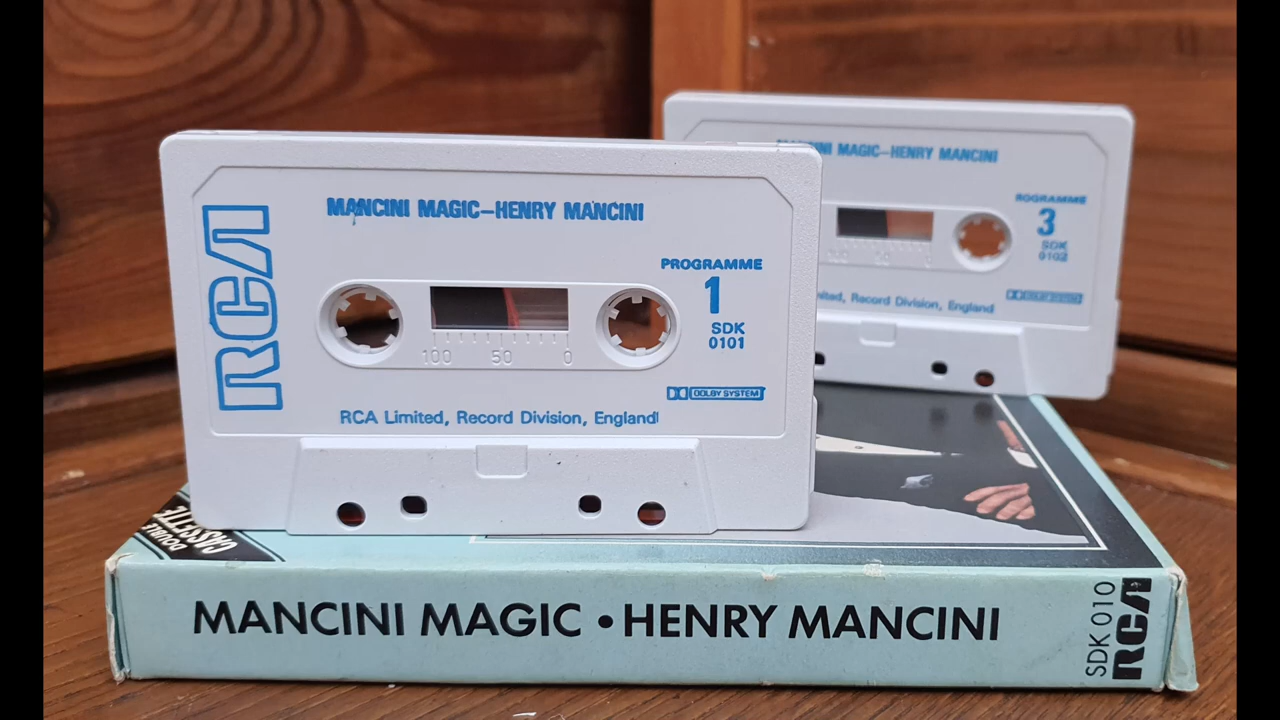 MANCINI MAGIC–HENRY MANCINI
RCA
PROGRAMME
1
SDK
0101
100 50 0
DOLBY SYSTEM
RCA Limited, Record Division, England
MAGIC–HENRY MANCINI
ROGRAMME
3
SDK
0102
Record Division, England
DOUBLE
CASSETTE
MANCINI MAGIC • HENRY MANCINI
SDK 010
RCA